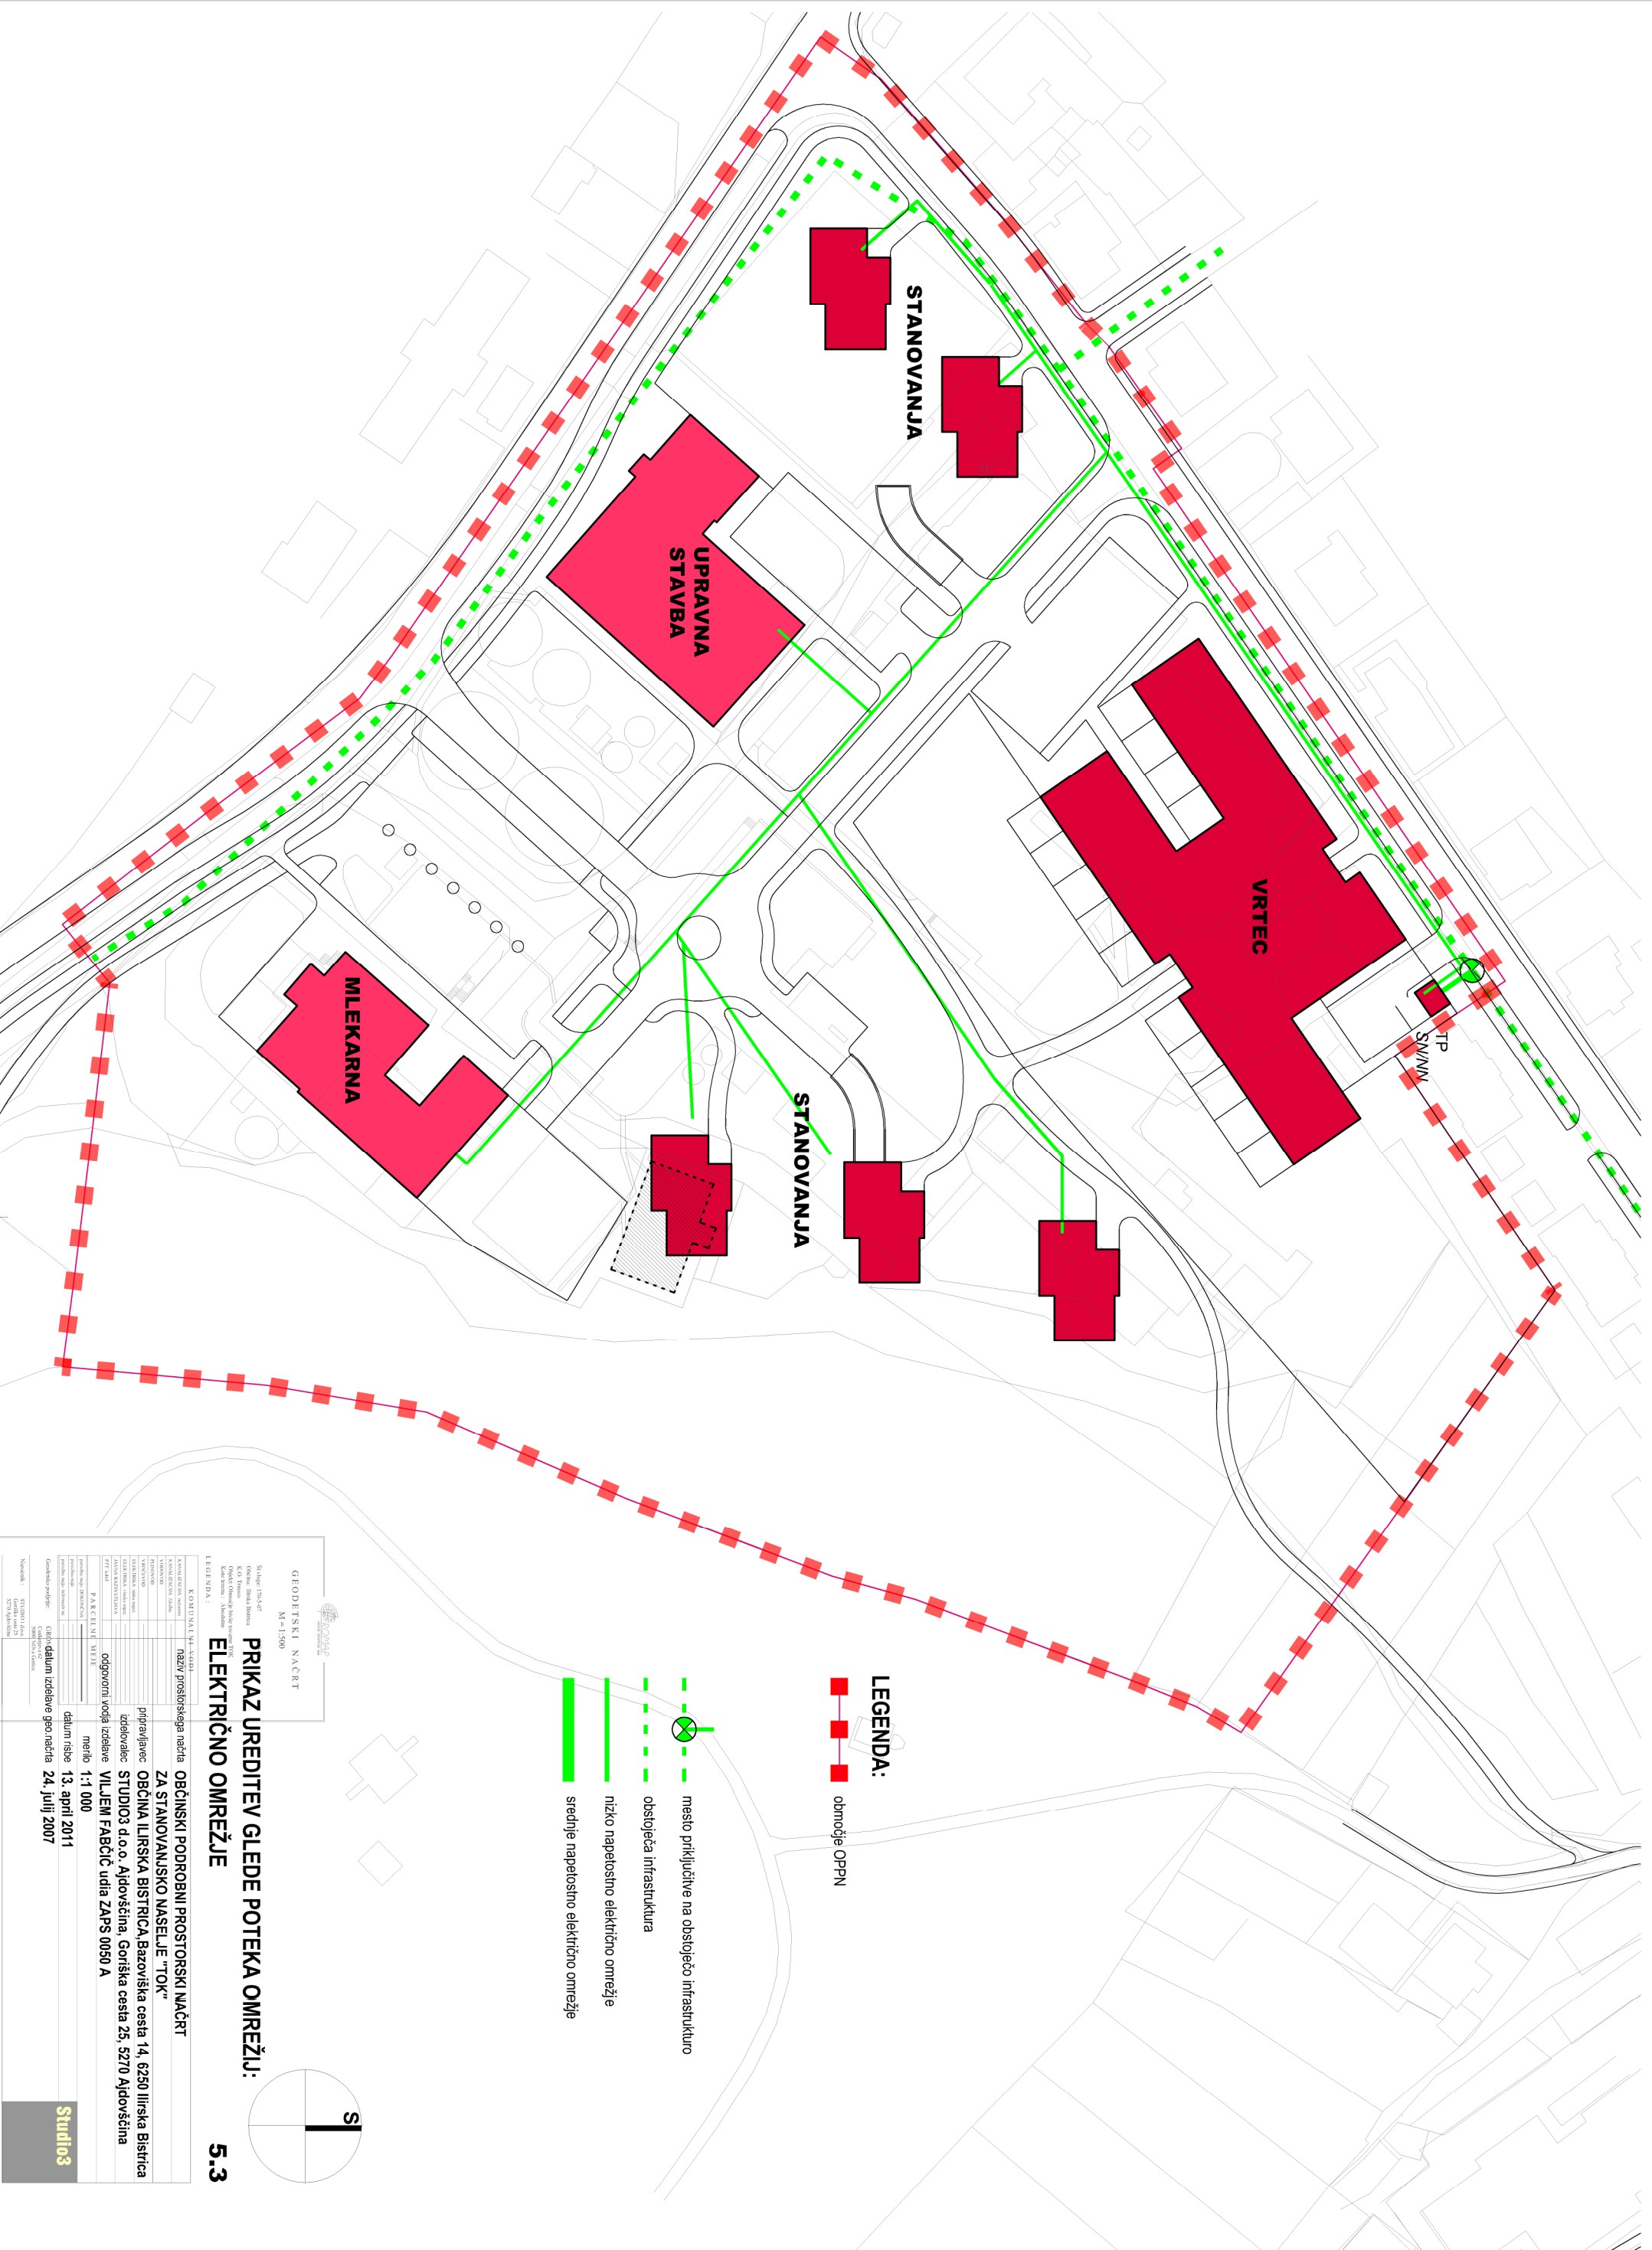 STANOVANJA
UPRAVNA
STAVBA
VRTEC
TP
SN/NN
MLEKARNA
STANOVANJA
LEGENDA:
območje OPPN
mesto priključitve na obstoječo infrastrukturo
obstoječa infrastruktura
nizko napetostno električno omrežje
srednje napetostno električno omrežje
S
GEODETSKI NAČRT
M = 1:500
LEGENDA:
KOMUNALNI VODI
PARCELNE MEJE
PRIKAZ UREDITEV GLEDE POTEKA OMREŽIJ:
ELEKTRIČNO OMREŽJE 5.3
naziv prostorskega načrta OBČINSKI PODROBNI PROSTORSKI NAČRT
ZA STANOVANJSKO NASELJE "TOK"
pripravljavec OBČINA ILIRSKA BISTRICA,Bazoviška cesta 14, 6250 Ilirska Bistrica
izdelovalec STUDIO3 d.o.o. Ajdovščina, Goriška cesta 25, 5270 Ajdovščina
odgovorni vodja izdelave VILJEM FABČIČ udia ZAPS 0050 A
merilo 1:1 000
datum risbe 13. april 2011
datum izdelave geo.načrta 24. julij 2007
Studio3